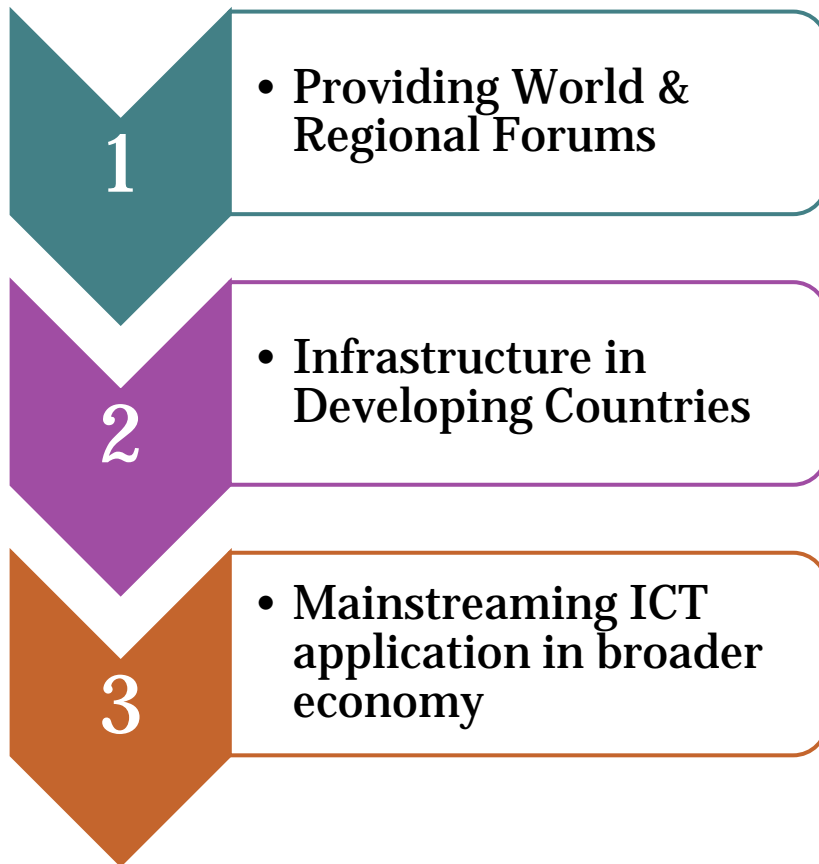 1
• Providing World &
Regional Forums
2
• Infrastructure in
Developing Countries
3
• Mainstreaming ICT
application in broader
economy